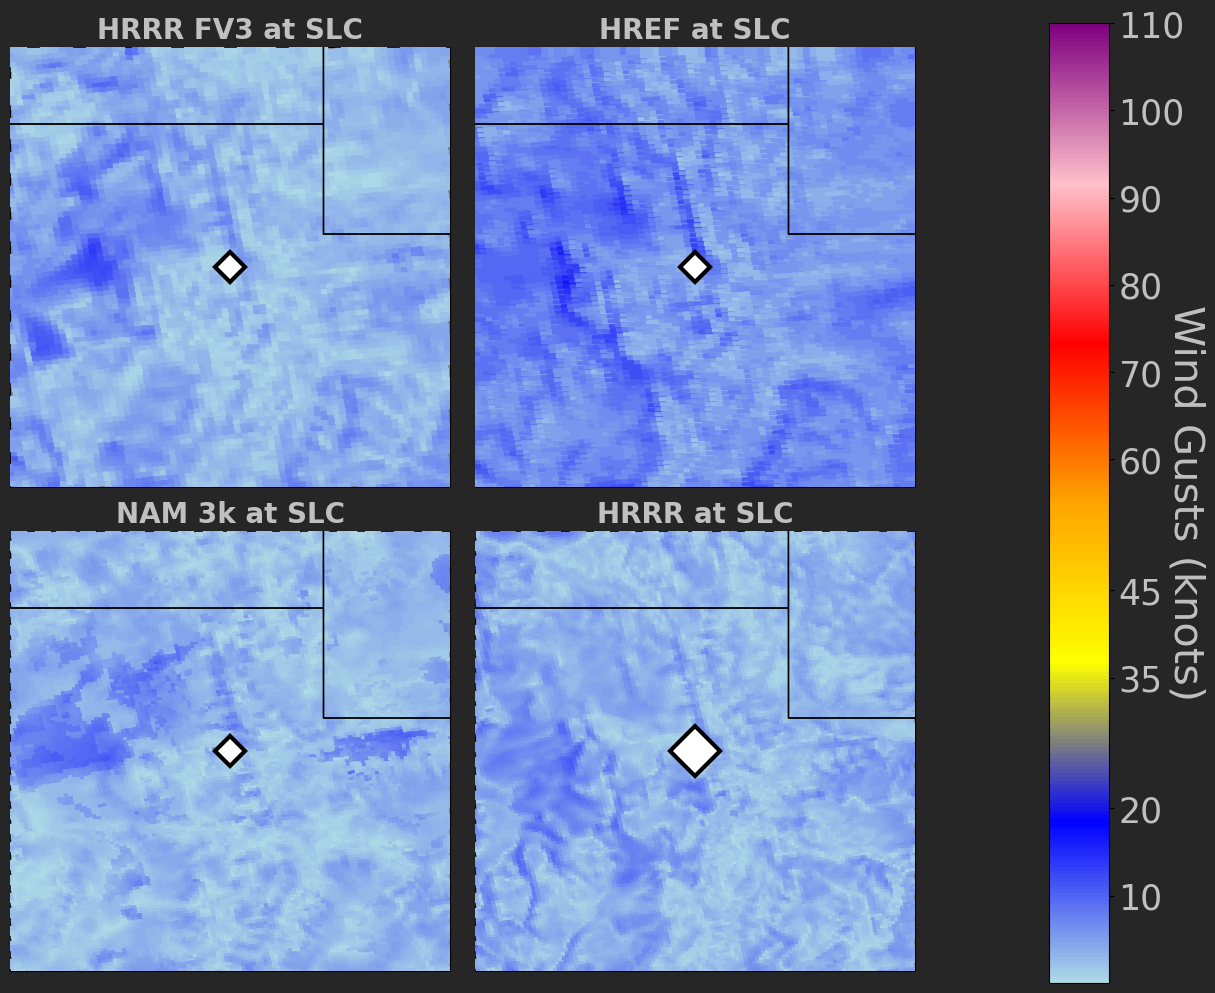 HRRR FV3 at SLC
HREF at SLC
NAM 3k at SLC
HRRR at SLC
110
100
90
80
70
60
45
35
20
10
Wind Gusts (knots)